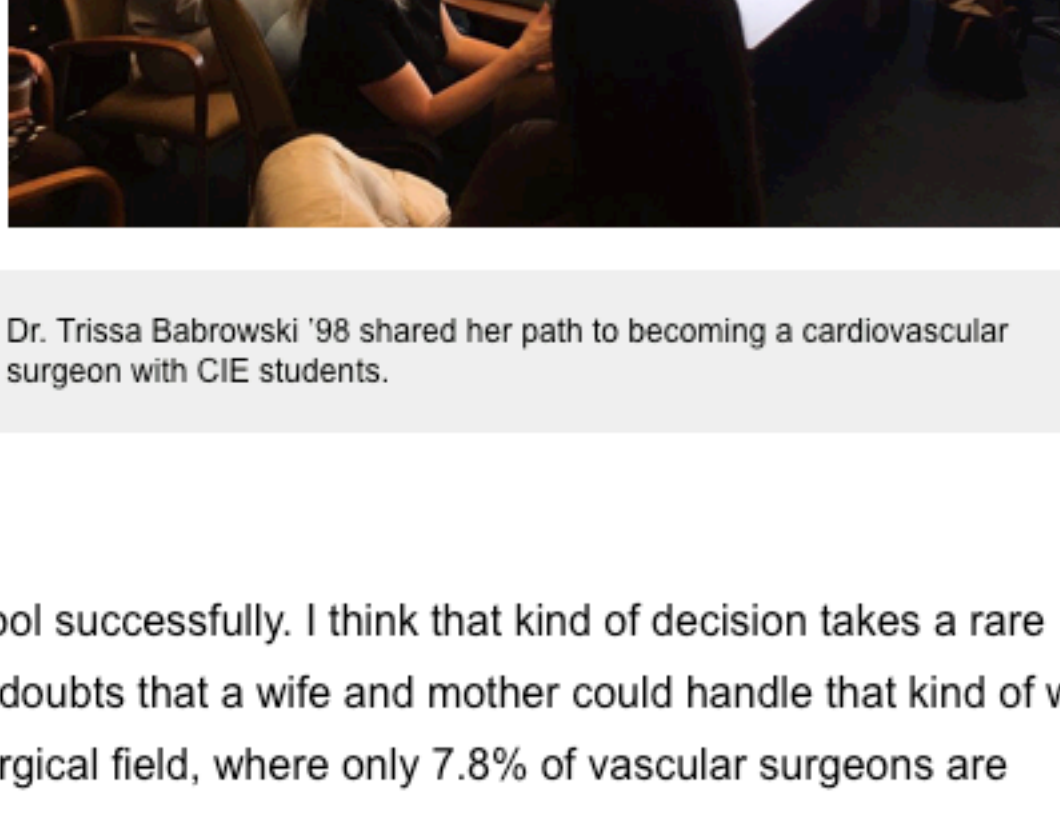 Dr. Trissa Babrowski ’98 shared her path to becoming a cardiovascular
surgeon with CIE students.
successfully. I think that kind of decision takes a rare
doubts that a wife and mother could handle that kind of
field, where only 7.8% of vascular surgeons are